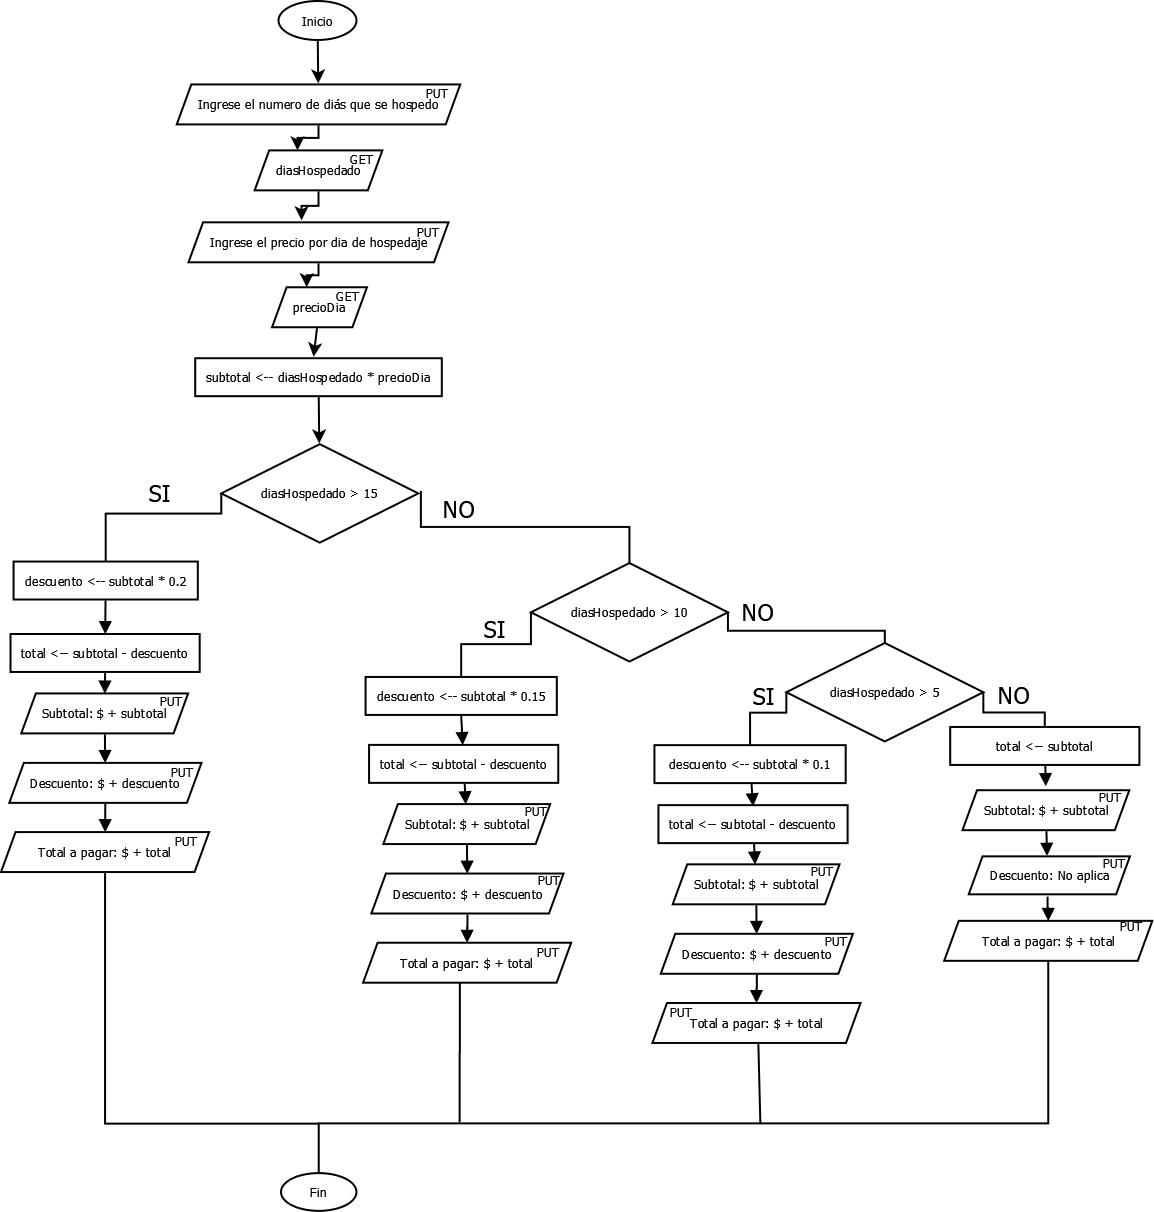 Inicio
PUT
Ingrese el numero de diás que se hospedo
GET
diasHospedado
PUT
Ingrese el precio por dia de hospedaje
GET
precioDia
subtotal <-- diasHospedado * precioDia
diasHospedado > 15
SI
NO
descuento <-- subtotal * 0.2
total <-- subtotal - descuento
PUT
Subtotal: $ + subtotal
PUT
Descuento: $ + descuento
PUT
Total a pagar: $ + total
diasHospedado > 10
SI
NO
descuento <-- subtotal * 0.15
total <-- subtotal - descuento
PUT
Subtotal: $ + subtotal
PUT
Descuento: $ + descuento
PUT
Total a pagar: $ + total
diasHospedado > 5
SI
NO
descuento <-- subtotal * 0.1
total <-- subtotal - descuento
PUT
Subtotal: $ + subtotal
PUT
Descuento: $ + descuento
PUT
Total a pagar: $ + total
total <-- subtotal
PUT
Subtotal: $ + subtotal
PUT
Descuento: No aplica
PUT
Total a pagar: $ + total
Fin